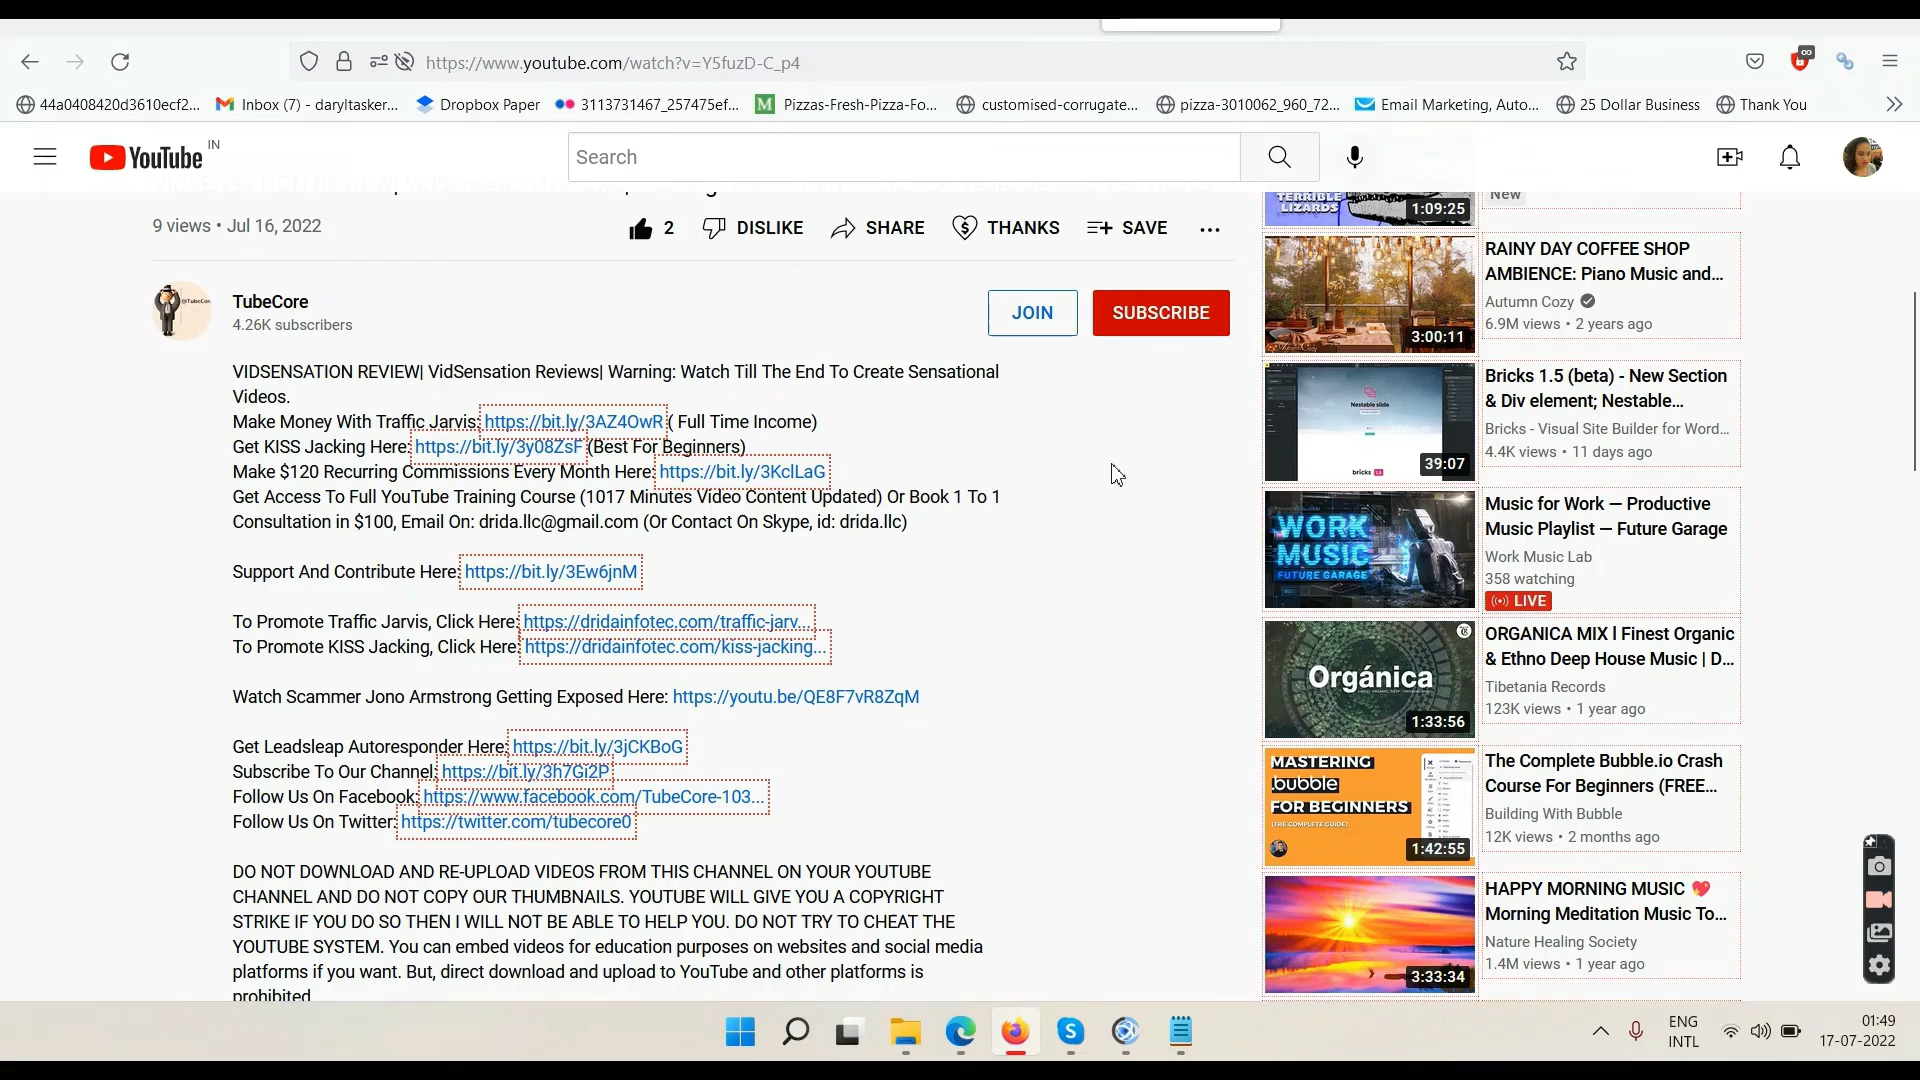 https://www.youtube.com/watch?v=Y5fuzD-C_p4
44a0408420d3610ecf2...
Inbox (7) - daryltasker...
Dropbox Paper
3113731467_257475ef...
Pizzas-Fresh-Pizza-Fo...
customised-corrugate...
pizza-3010062_960_72...
Email Marketing, Auto...
25 Dollar Business
Thank You
YouTube IN
Search
9 views • Jul 16, 2022
2
DISLIKE
SHARE
THANKS
SAVE
TubeCore
4.26K subscribers
JOIN
SUBSCRIBE
VIDSENSATION REVIEW| VidSensation Reviews| Warning: Watch Till The End To Create Sensational
Videos.
Make Money With Traffic Jarvis: https://bit.ly/3AZ4OwR ( Full Time Income)
Get KISS Jacking Here: https://bit.ly/3y08ZsF (Best For Beginners)
Make $120 Recurring Commissions Every Month Here: https://bit.ly/3KclLaG
Get Access To Full YouTube Training Course (1017 Minutes Video Content Updated) Or Book 1 To 1
Consultation in $100, Email On: drida.llc@gmail.com (Or Contact On Skype, id: drida.llc)
Support And Contribute Here: https://bit.ly/3Ew6jnM
To Promote Traffic Jarvis, Click Here: https://dridainfotec.com/traffic-jarv...
To Promote KISS Jacking, Click Here: https://dridainfotec.com/kiss-jacking...
Watch Scammer Jono Armstrong Getting Exposed Here: https://youtu.be/QE8F7vR8ZqM
Get Leadsleap Autoresponder Here: https://bit.ly/3jCKBoG
Subscribe To Our Channel: https://bit.ly/3h7Gi2P
Follow Us On Facebook: https://www.facebook.com/TubeCore-103...
Follow Us On Twitter: https://twitter.com/tubecore0
DO NOT DOWNLOAD AND RE-UPLOAD VIDEOS FROM THIS CHANNEL ON YOUR YOUTUBE
CHANNEL AND DO NOT COPY OUR THUMBNAILS. YOUTUBE WILL GIVE YOU A COPYRIGHT
STRIKE IF YOU DO SO THEN I WILL NOT BE ABLE TO HELP YOU. DO NOT TRY TO CHEAT THE
YOUTUBE SYSTEM. You can embed videos for education purposes on websites and social media
platforms if you want. But, direct download and upload to YouTube and other platforms is
prohibited
TERRIBLE
LIZARDS
1:09:25
New
3:00:11
RAINY DAY COFFEE SHOP
AMBIENCE: Piano Music and...
Autumn Cozy
6.9M views • 2 years ago
Nestable slide
bricks 1.5
39:07
Bricks 1.5 (beta) - New Section
& Div element; Nestable...
Bricks - Visual Site Builder for Word...
4.4K views • 11 days ago
WORK
MUSIC
FUTURE GARAGE
Music for Work — Productive
Music Playlist — Future Garage
Work Music Lab
358 watching
LIVE
Orgánica
1:33:56
ORGANICA MIX l Finest Organic
& Ethno Deep House Music | D...
Tibetania Records
123K views • 1 year ago
MASTERING
.bubble
FOR BEGINNERS
(THE COMPLETE GUIDE)
1:42:55
The Complete Bubble.io Crash
Course For Beginners (FREE...
Building With Bubble
12K views • 2 months ago
3:33:34
HAPPY MORNING MUSIC 💖
Morning Meditation Music To...
Nature Healing Society
1.4M views • 1 year ago
ENG
INTL
01:49
17-07-2022